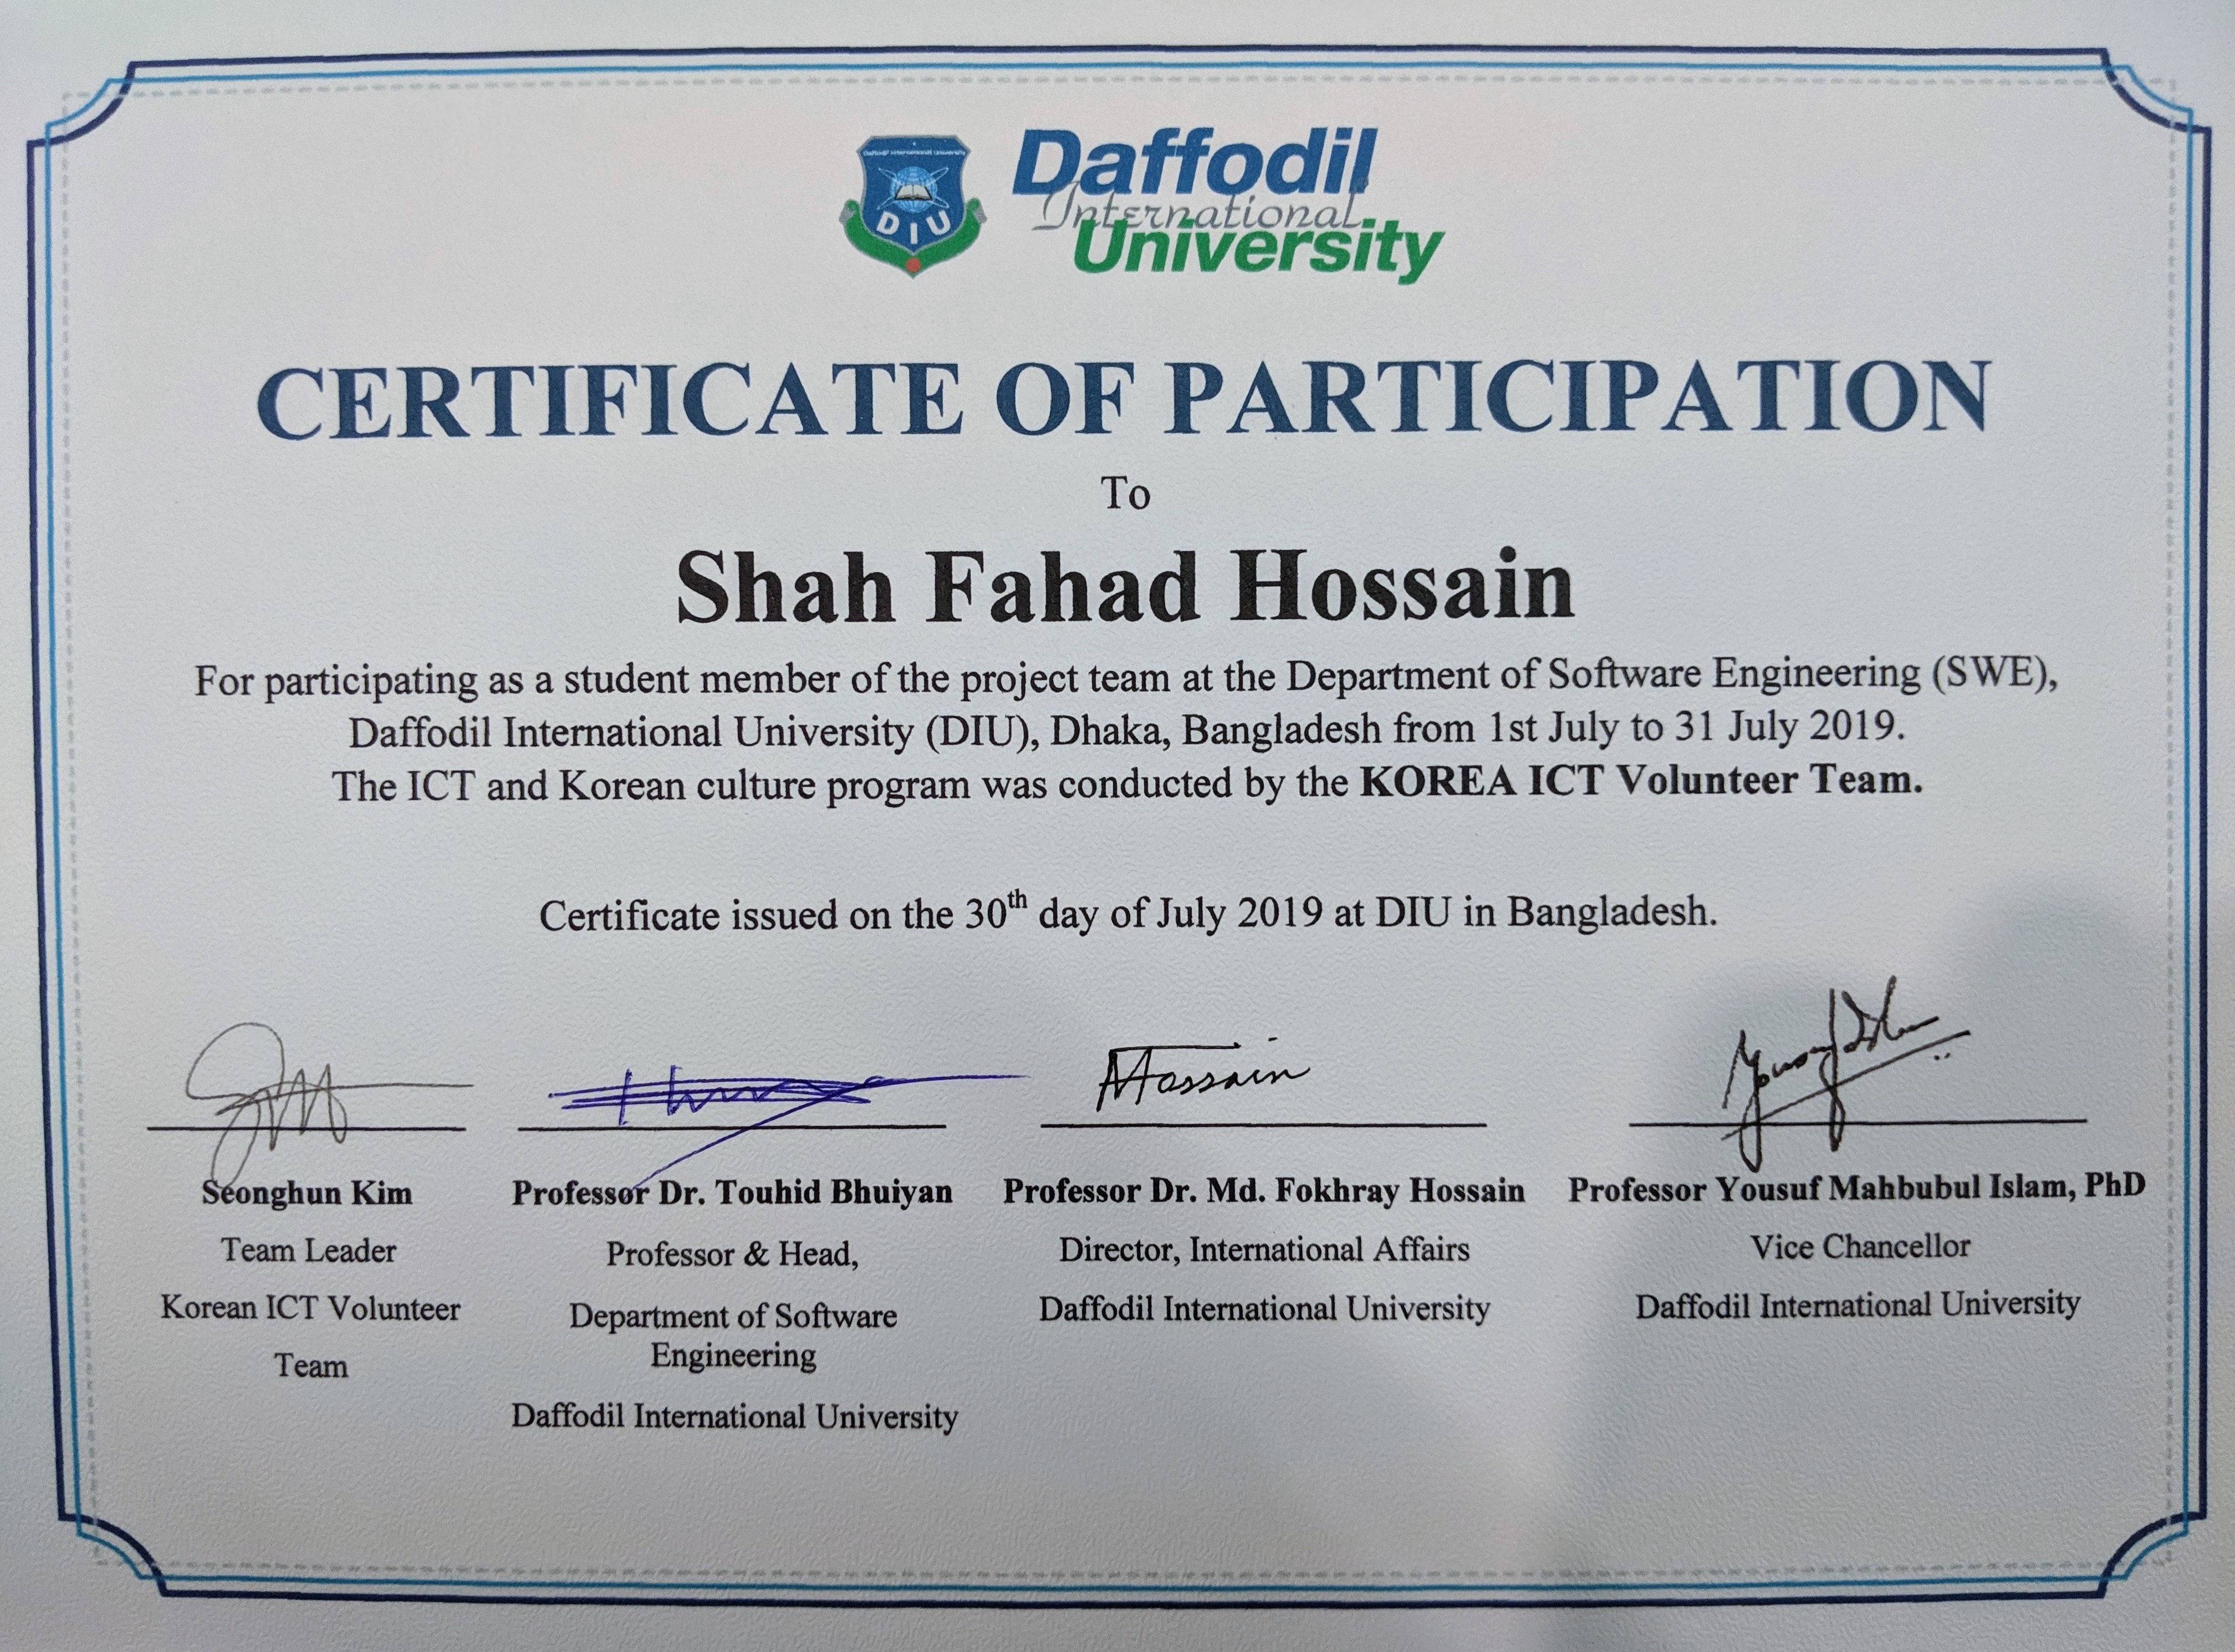 Daffodil International University
DIU
Daffodil
International
University
CERTIFICATE OF PARTICIPATION
To
Shah Fahad Hossain
For participating as a student member of the project team at the Department of Software Engineering (SWE),
Daffodil International University (DIU), Dhaka, Bangladesh from 1st July to 31 July 2019.
The ICT and Korean culture program was conducted by the KOREA ICT Volunteer Team.
Certificate issued on the 30th day of July 2019 at DIU in Bangladesh.
Hossain
Seonghun Kim
Team Leader
Korean ICT Volunteer
Team
Professor Dr. Touhid Bhuiyan
Professor & Head,
Department of Software
Engineering
Daffodil International University
Professor Dr. Md. Fokhray Hossain
Director, International Affairs
Daffodil International University
Professor Yousuf Mahbubul Islam, PhD
Vice Chancellor
Daffodil International University